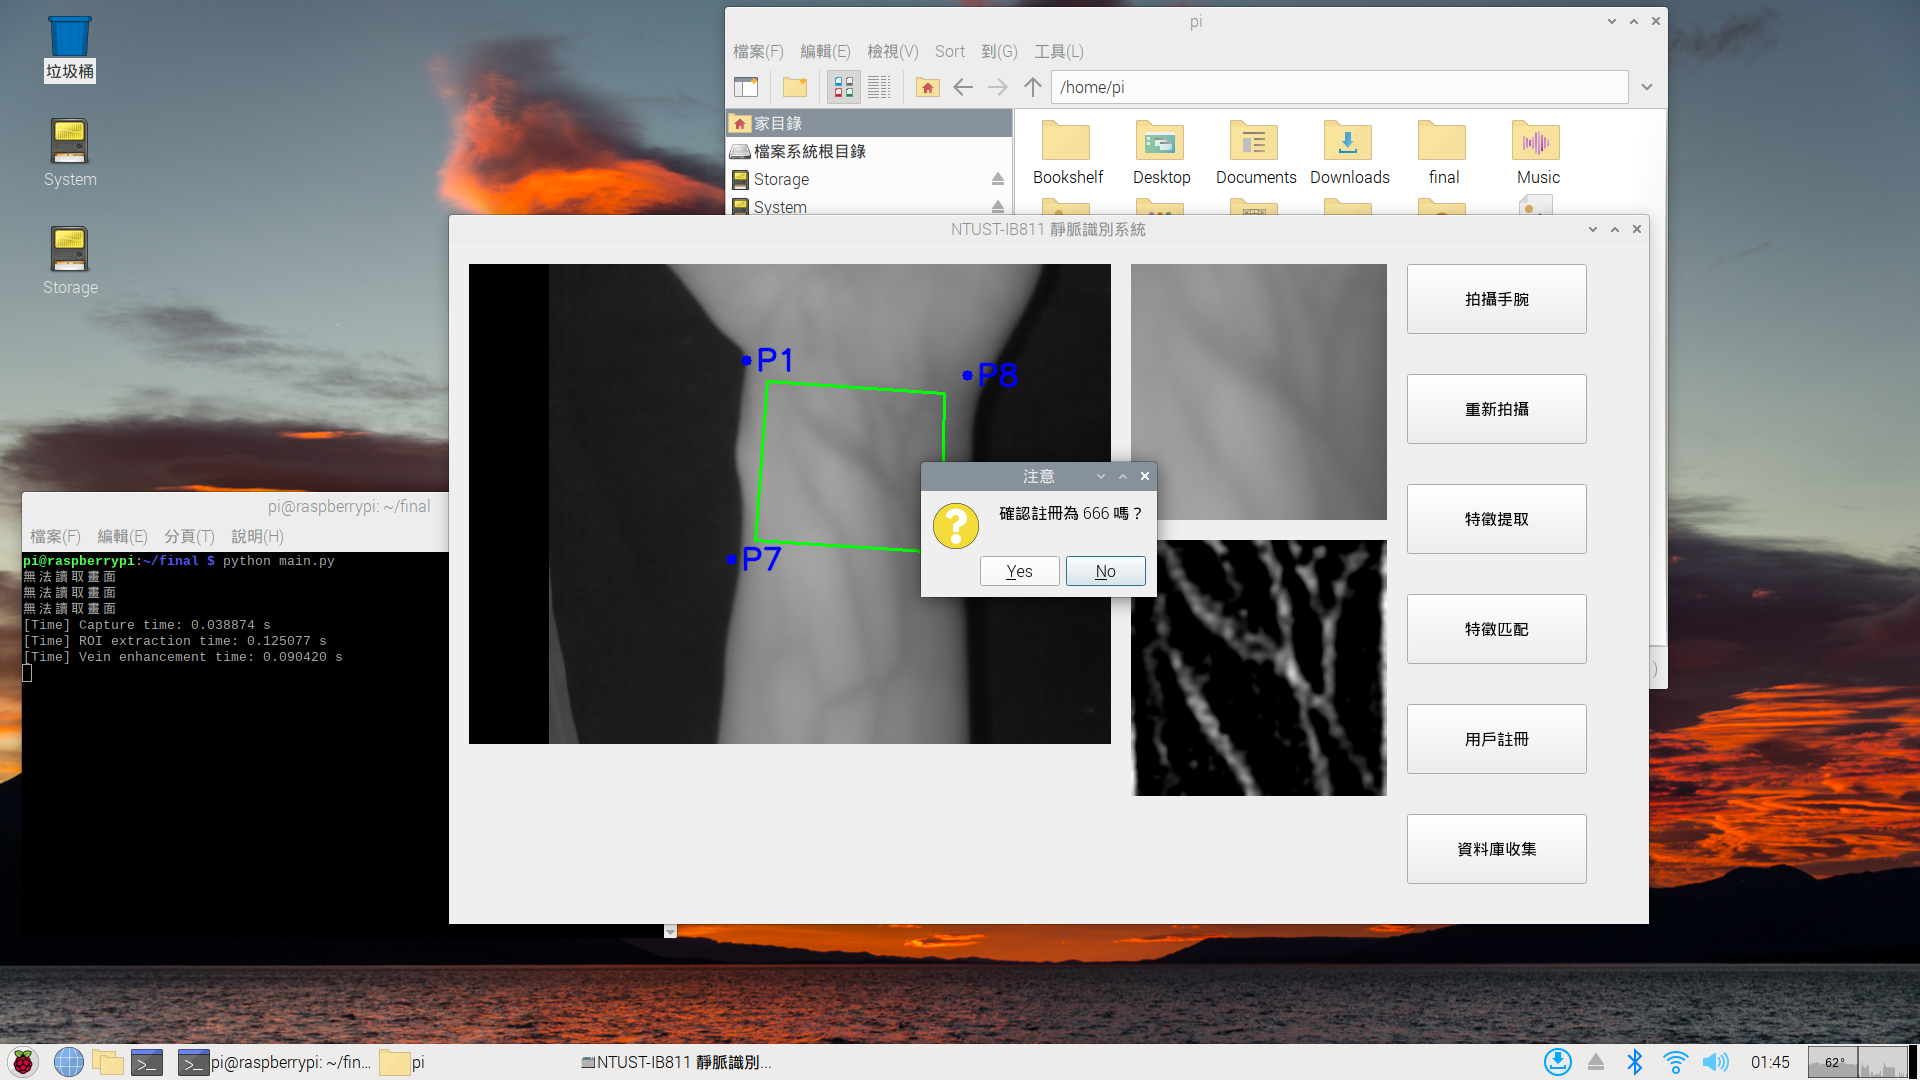 垃圾桶
System
Storage
pi
檔案(F) 編輯(E) 檢視(V) Sort 到(G) 工具(L)
/home/pi
家目錄
檔案系統根目錄
Storage
System
Bookshelf Desktop Documents Downloads final Music
pi@raspberrypi: ~/final
檔案(F) 編輯(E) 分頁(T) 說明(H)
pi@raspberrypi:~/final $ python main.py
無法讀取畫面
無法讀取畫面
無法讀取畫面
[Time] Capture time: 0.038874 s
[Time] ROI extraction time: 0.125077 s
[Time] Vein enhancement time: 0.090420 s
NTUST-IB811 靜脈識別系統
P1
P8
P7
注意
確認註冊為 666 嗎？
Yes No
拍攝手腕
重新拍攝
特徵提取
特徵匹配
用戶註冊
資料庫收集
)
pi@raspberrypi: ~/fin... pi NTUST-IB811 靜脈識別... 01:45 62°